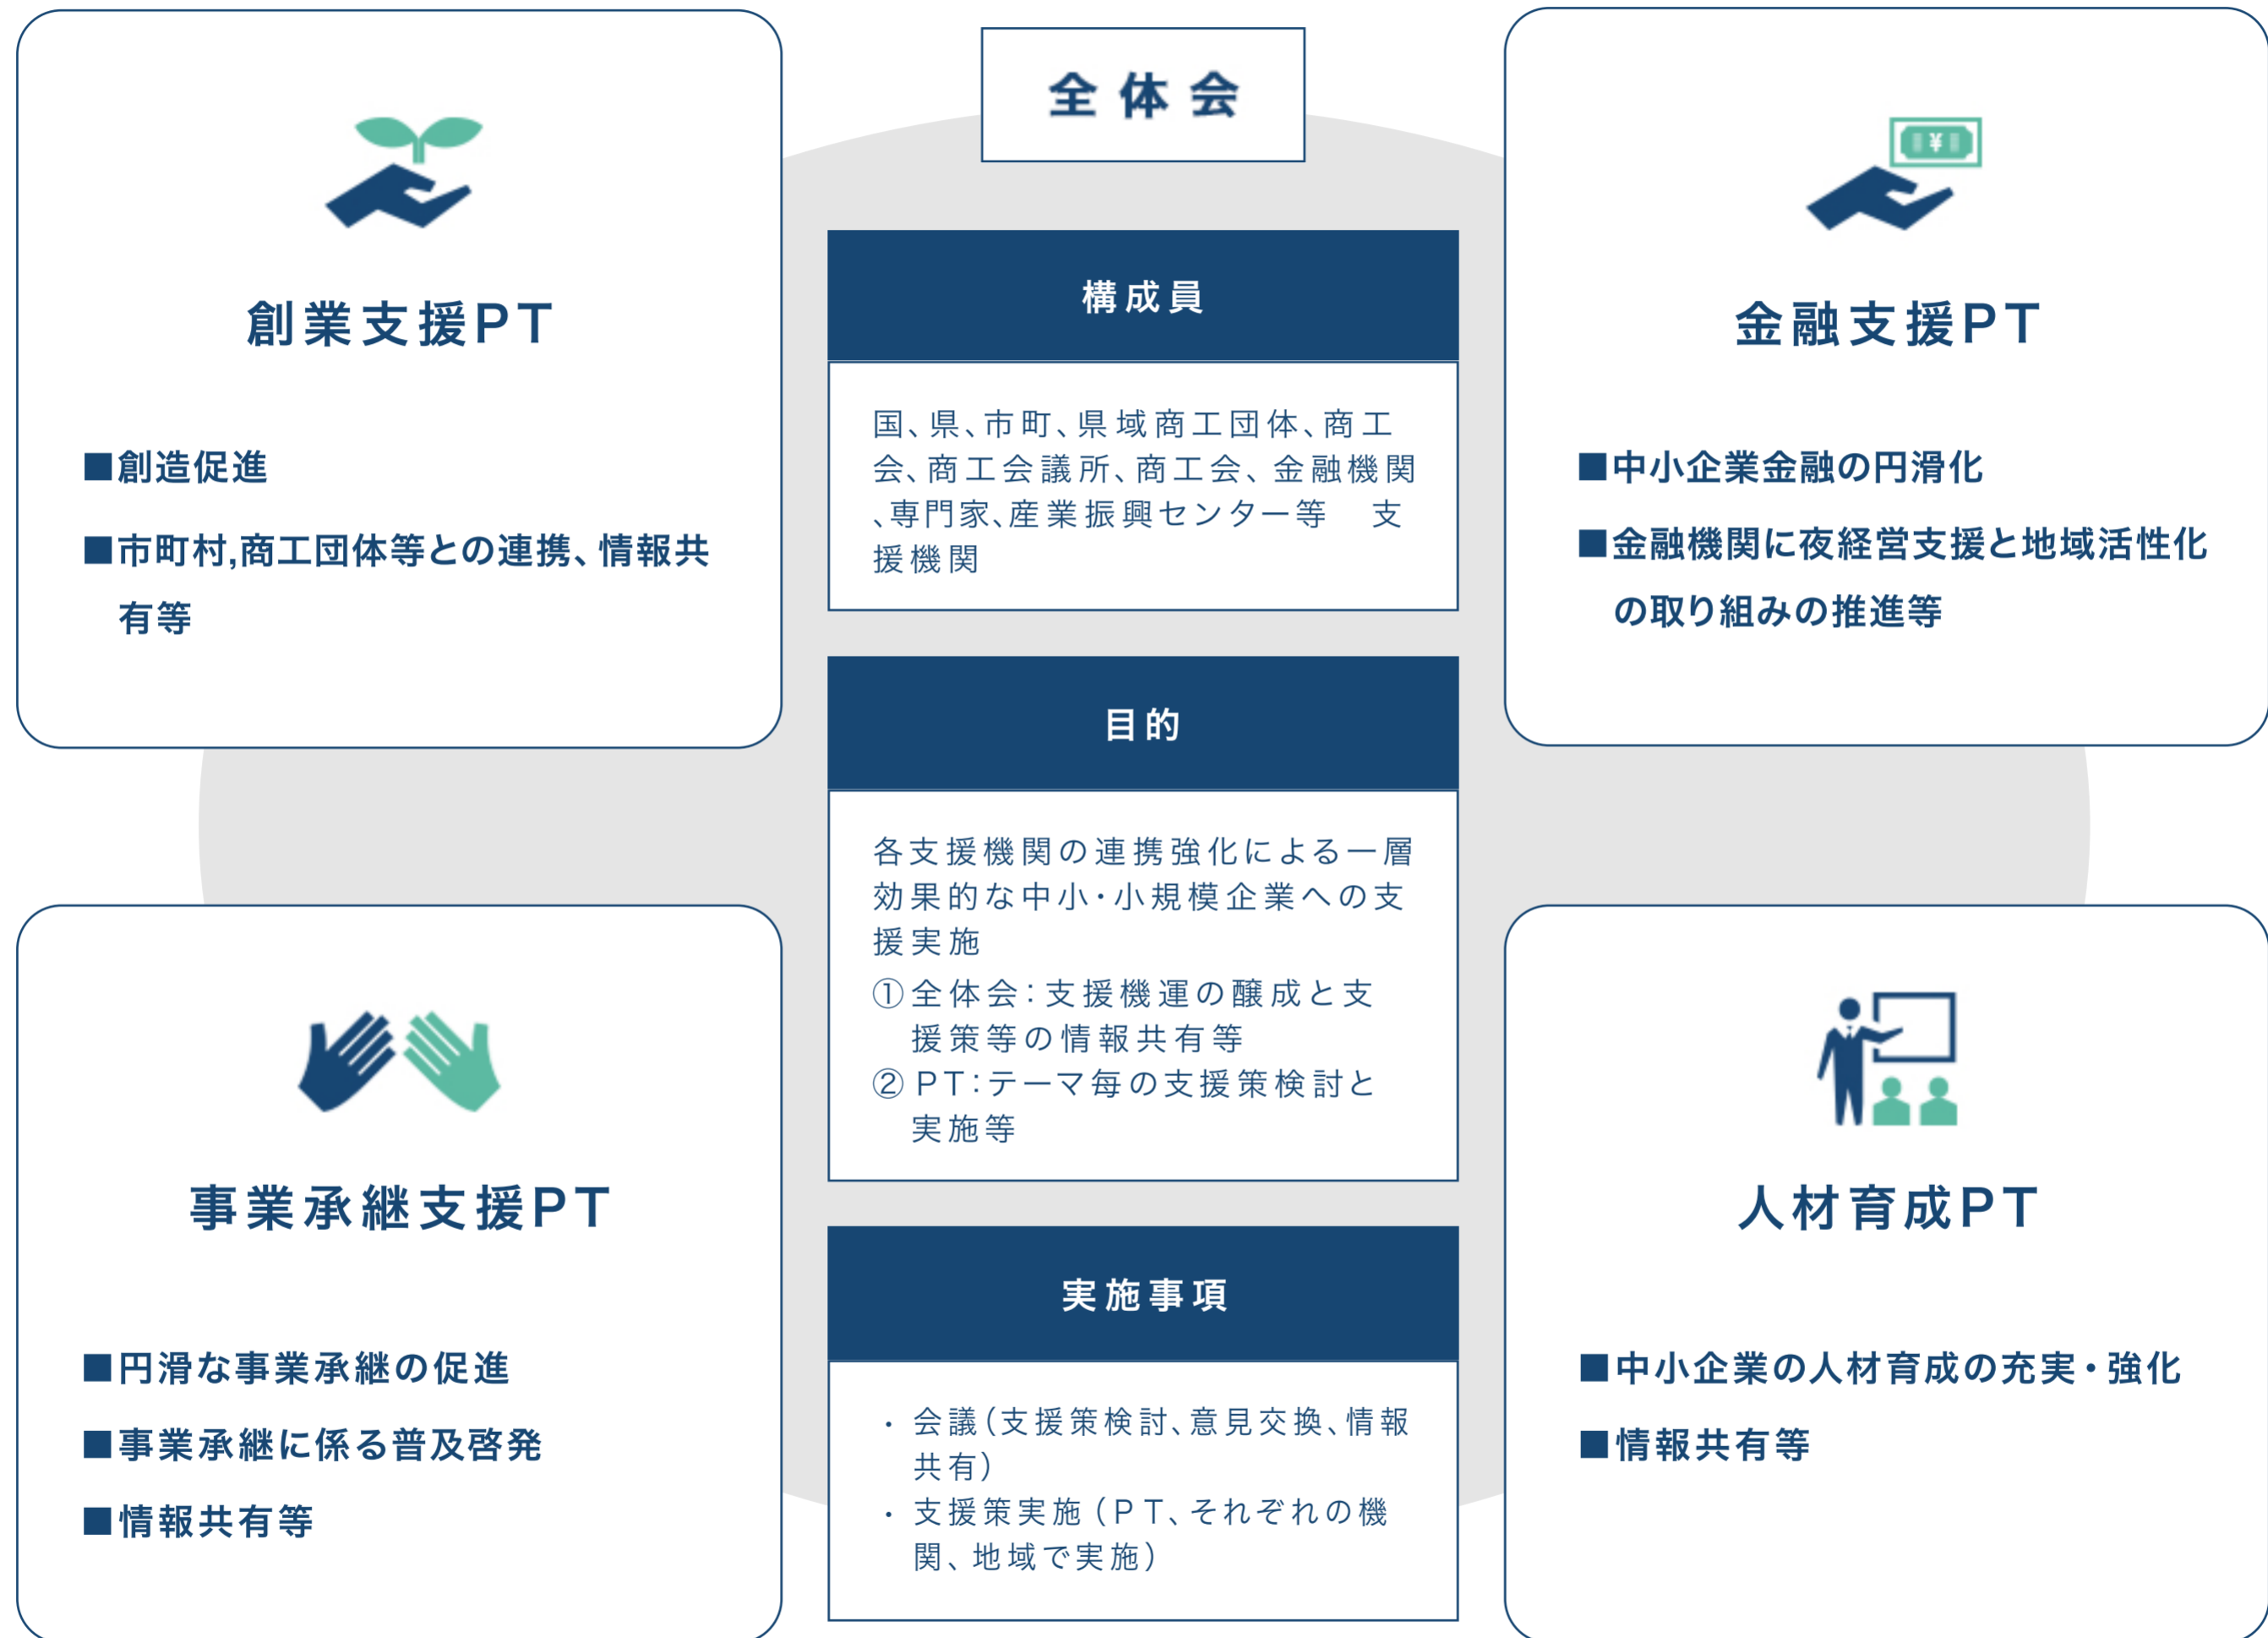 全体会
創業支援PT
■創造促進
■市町村,商工団体等との連携、情報共
有等
金融支援PT
■中小企業金融の円滑化
■金融機関に夜経営支援と地域活性化
の取り組みの推進等
構成員
国、県、市町、県域商工団体、商工
会、商工会議所、商工会、金融機関
、専門家、産業振興センター等　支
援機関
目的
各支援機関の連携強化による一層
効果的な中小・小規模企業への支
援実施
①全体会：支援機運の醸成と支
援策等の情報共有等
② PT：テーマ毎の支援策検討と
実施等
実施事項
・ 会議（支援策検討、意見交換、情報
共有）
・ 支援策実施（PT、それぞれの機
関、地域で実施）
事業承継支援PT
■円滑な事業承継の促進
■事業承継に係る普及啓発
■情報共有等
人材育成PT
■中小企業の人材育成の充実・強化
■情報共有等
¥